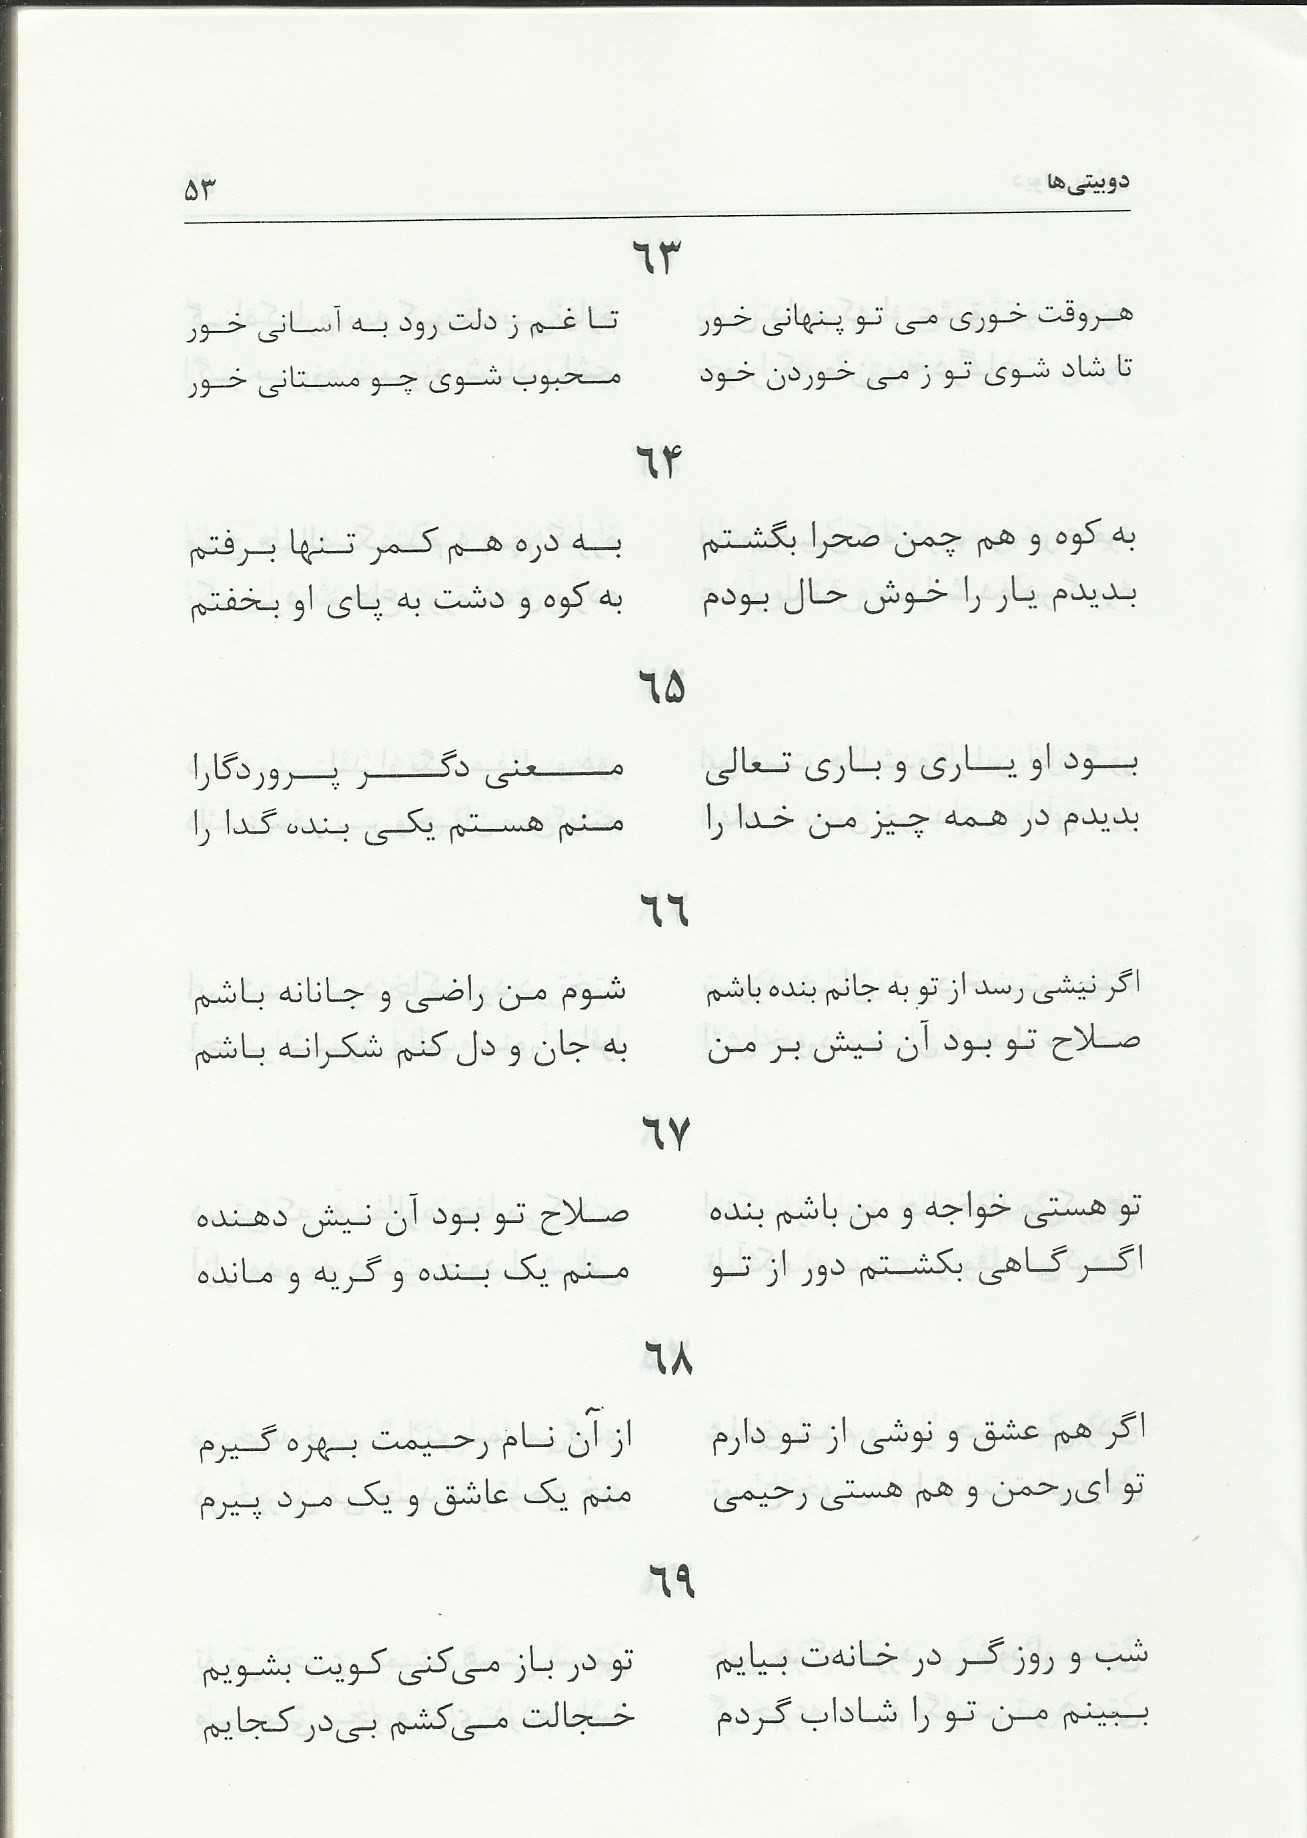 دوبیتی‌ها ۵۳
۶۳
هروقت خوری می تو پنهانی خور تا غم ز دلت رود به آسانی خور
تا شاد شوی تو ز می خوردن خود محبوب شوی چو مستانی خور
۶۴
به کوه و هم چمن صحرا بگشتم به دره هم کمر تنها برفتم
بدیدم یار را خوش حال بودم به کوه و دشت به پای او بخفتم
۶۵
بود او یاری و باری تعالی معنی دگر پروردگارا
بدیدم در همه چیز من خدا را منم هستم یکی بنده گدا را
۶۶
اگر نیشی رسد از تو به جانم بنده باشم شوم من راضی و جانانه باشم
صلاح تو بود آن نیش بر من به جان و دل کنم شکرانه باشم
۶۷
تو هستی خواجه و من باشم بنده صلاح تو بود آن نیش دهنده
اگر گاهی بکشتم دور از تو منم یک بنده و گریه و مانده
۶۸
اگر هم عشق و نوشی از تو دارم از آن نام رحیمت بهره گیرم
تو ای‌رحمن و هم هستی رحیمی منم یک عاشق و یک مرد پیرم
۶۹
شب و روز گر در خانه‌ت بیایم تو در باز می‌کنی کویت بشویم
ببینم من تو را شاداب گردم خجالت می‌کشم بی‌در کجایم